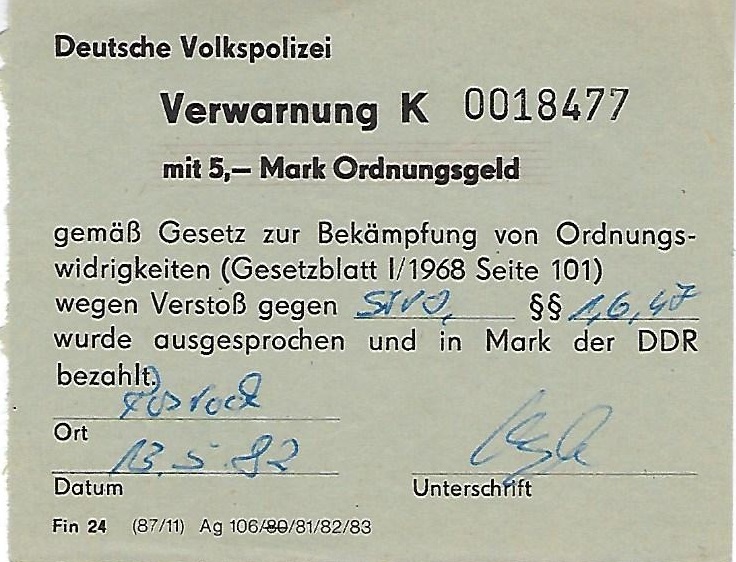 Deutsche Volkspolizei
Verwarnung K 0018477
mit 5,— Mark Ordnungsgeld
gemäß Gesetz zur Bekämpfung von Ordnungs-
widrigkeiten (Gesetzblatt I/1968 Seite 101)
wegen Verstoß gegen StVO, §§ 1,6,47
wurde ausgesprochen und in Mark der DDR
bezahlt.
Rostock
Ort
13.5.82
Datum Unterschrift
Fin 24 (87/11) Ag 106/80/81/82/83